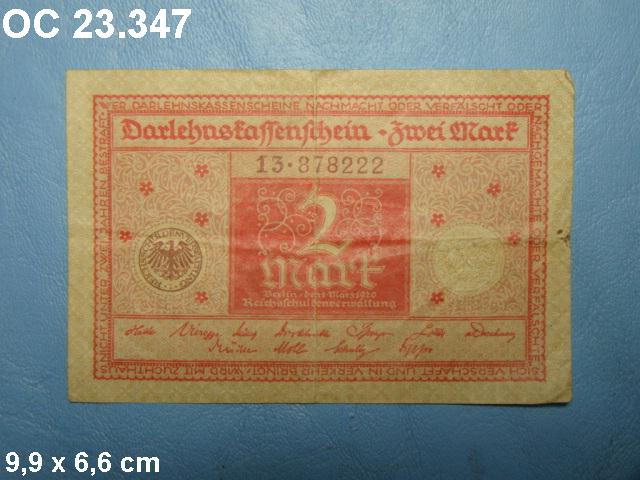 OC 23.347
WER DARLEHNSKASSENSCHEINE NACHMACHT ODER VERFÄLSCHT ODER
NACHGEMACHTE ODER VERFÄLSCHTE
SICH VERSCHAFFT UND IN VERKEHR BRINGT, WIRD MIT ZUCHTHAUS
NICHT UNTER ZWEI JAHREN BESTRAFT
Darlehnskassenschein · Zwei Mark
13·878222
2
Mark
Berlin, den 1. März 1920
Reichsschuldenverwaltung
9,9 x 6,6 cm